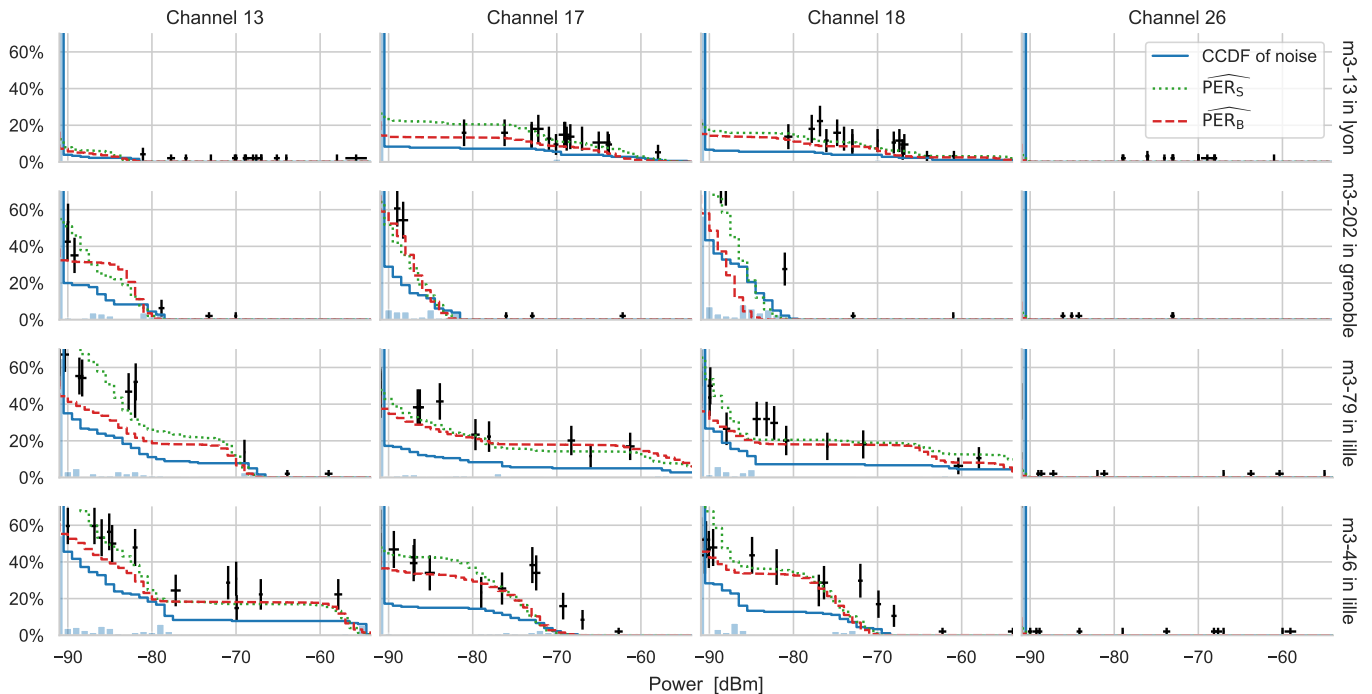 Channel 13 Channel 17 Channel 18 Channel 26
60%
40%
20%
0%
CCDF of noise
PER_S
PER_B
m3-13 in lyon
60%
40%
20%
0%
m3-202 in grenoble
60%
40%
20%
0%
m3-79 in lille
60%
40%
20%
0%
m3-46 in lille
−90 −80 −70 −60 −90 −80 −70 −60 −90 −80 −70 −60 −90 −80 −70 −60
Power [dBm]